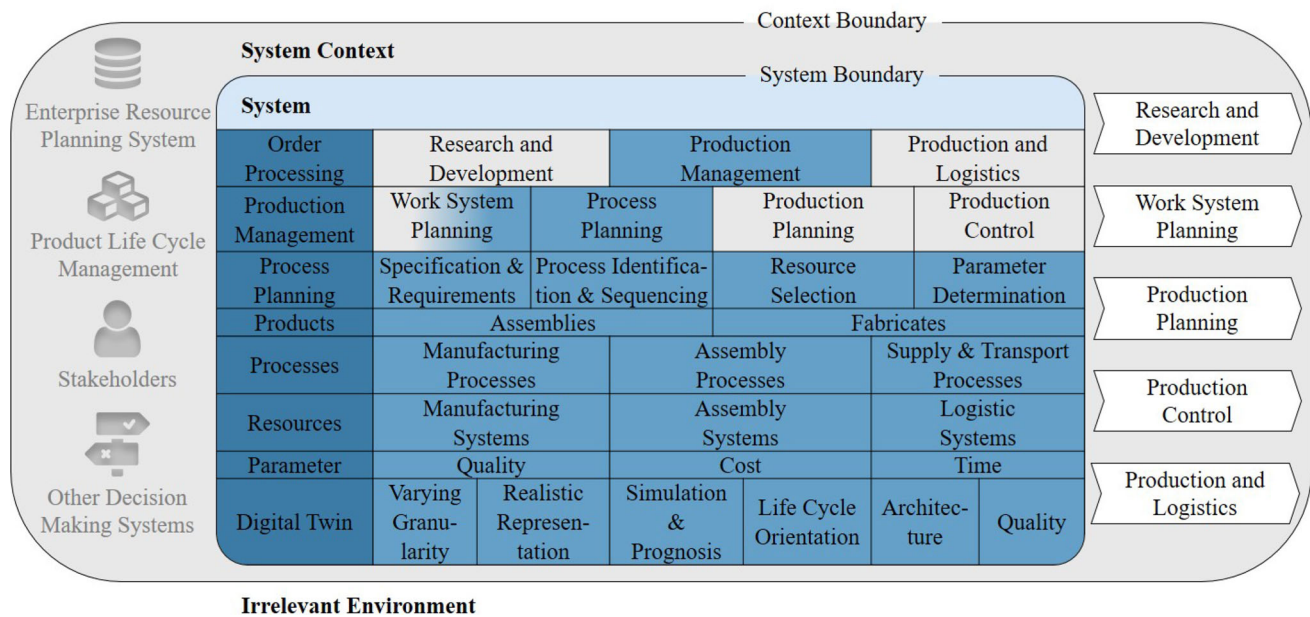 Context Boundary
System Context
System Boundary
System
Enterprise Resource
Planning System
Product Life Cycle
Management
Stakeholders
Other Decision
Making Systems
Order
Processing
Research and
Development
Production
Management
Production and
Logistics
Production
Management
Work System
Planning
Process
Planning
Production
Planning
Production
Control
Process
Planning
Specification &
Requirements
Process Identifica-
tion & Sequencing
Resource
Selection
Parameter
Determination
Products
Assemblies
Fabricates
Processes
Manufacturing
Processes
Assembly
Processes
Supply & Transport
Processes
Resources
Manufacturing
Systems
Assembly
Systems
Logistic
Systems
Parameter
Quality
Cost
Time
Digital Twin
Varying
Granu-
larity
Realistic
Represen-
tation
Simulation
&
Prognosis
Life Cycle
Orientation
Architec-
ture
Quality
Research and
Development
Work System
Planning
Production
Planning
Production
Control
Production and
Logistics
Irrelevant Environment